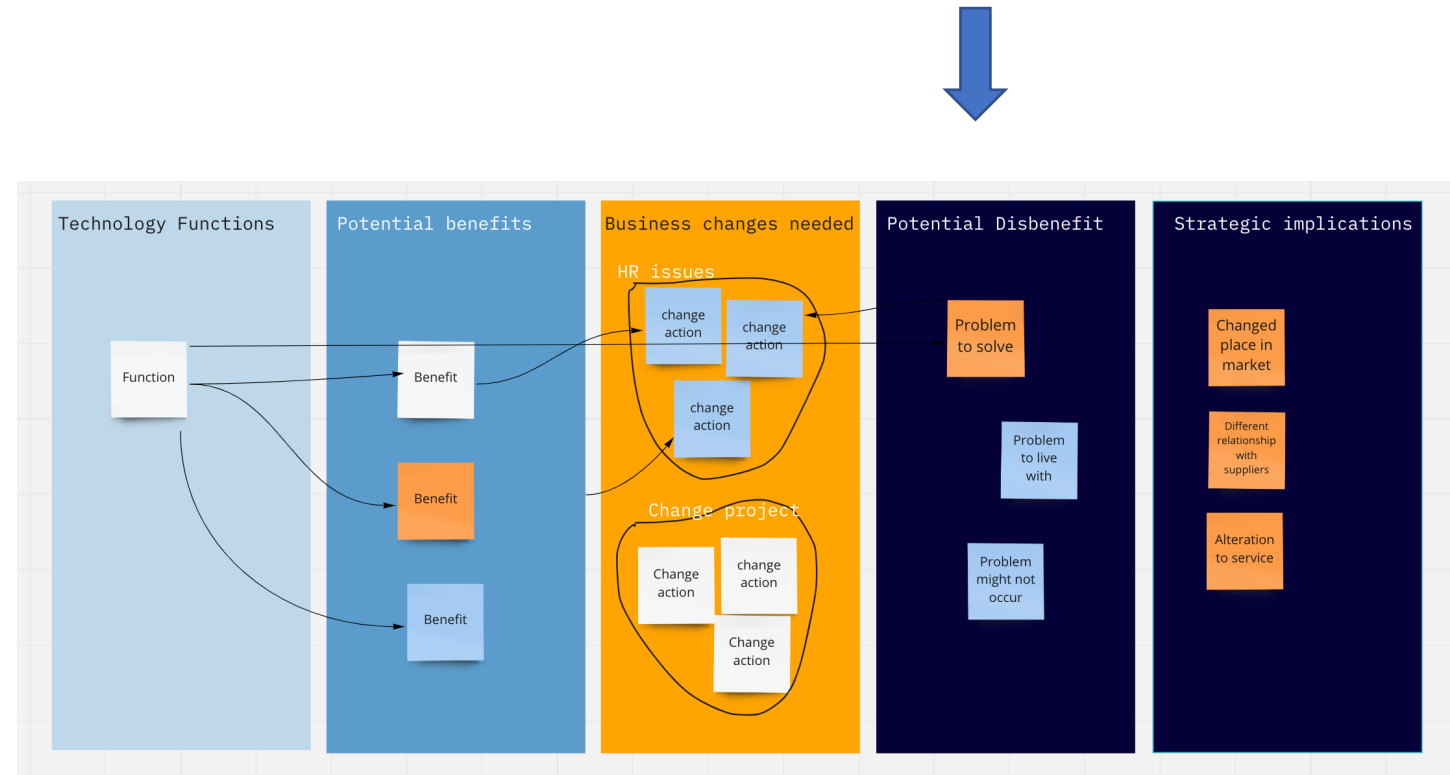 Technology Functions
Potential benefits
Business changes needed
Potential Disbenefit
Strategic implications
Function
Benefit
Benefit
Benefit
HR issues
change
action
change
action
change
action
Change project
Change
action
change
action
Change
action
Problem
to solve
Problem
to live
with
Problem
might not
occur
Changed
place in
market
Different
relationship
with
suppliers
Alteration
to service